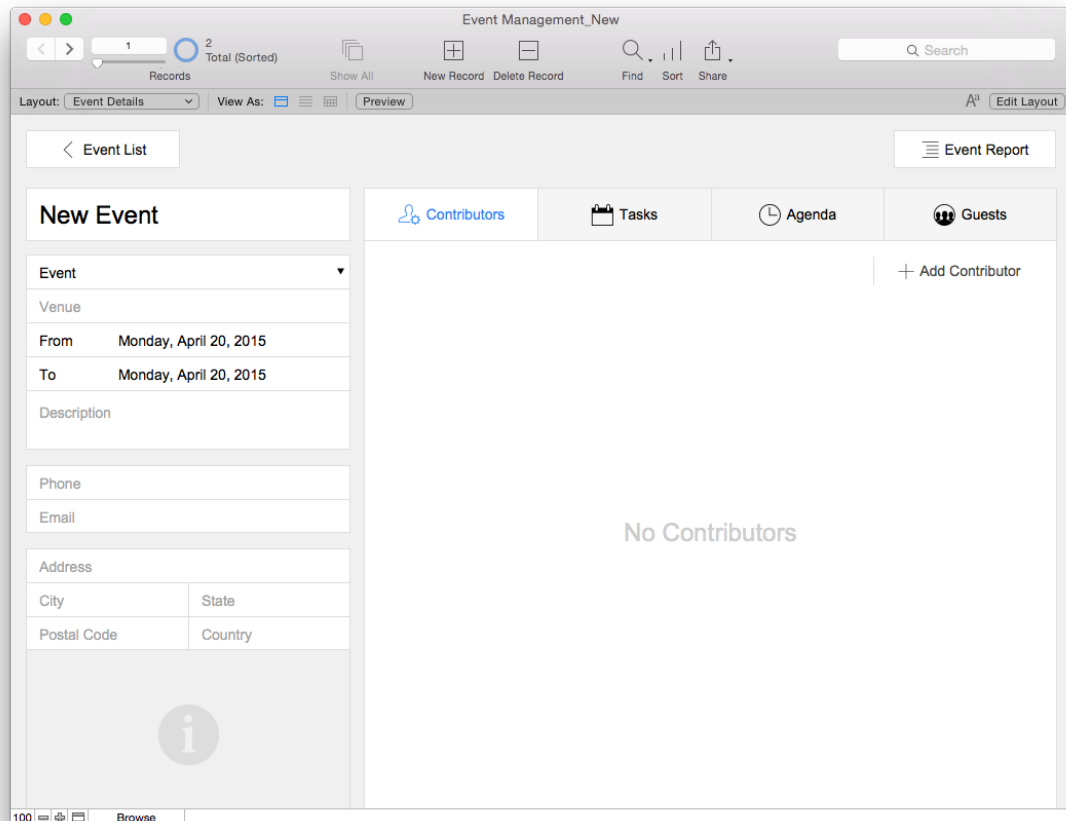 Event Management_New
1
2
Total (Sorted)
Records
Show All
New Record
Delete Record
Find
Sort
Share
Search
Layout:
Event Details
View As:
Preview
Aa
Edit Layout
Event List
Event Report
New Event
Contributors
Tasks
Agenda
Guests
Event
Add Contributor
Venue
From Monday, April 20, 2015
To Monday, April 20, 2015
Description
Phone
Email
No Contributors
Address
City
State
Postal Code
Country
100
Browse